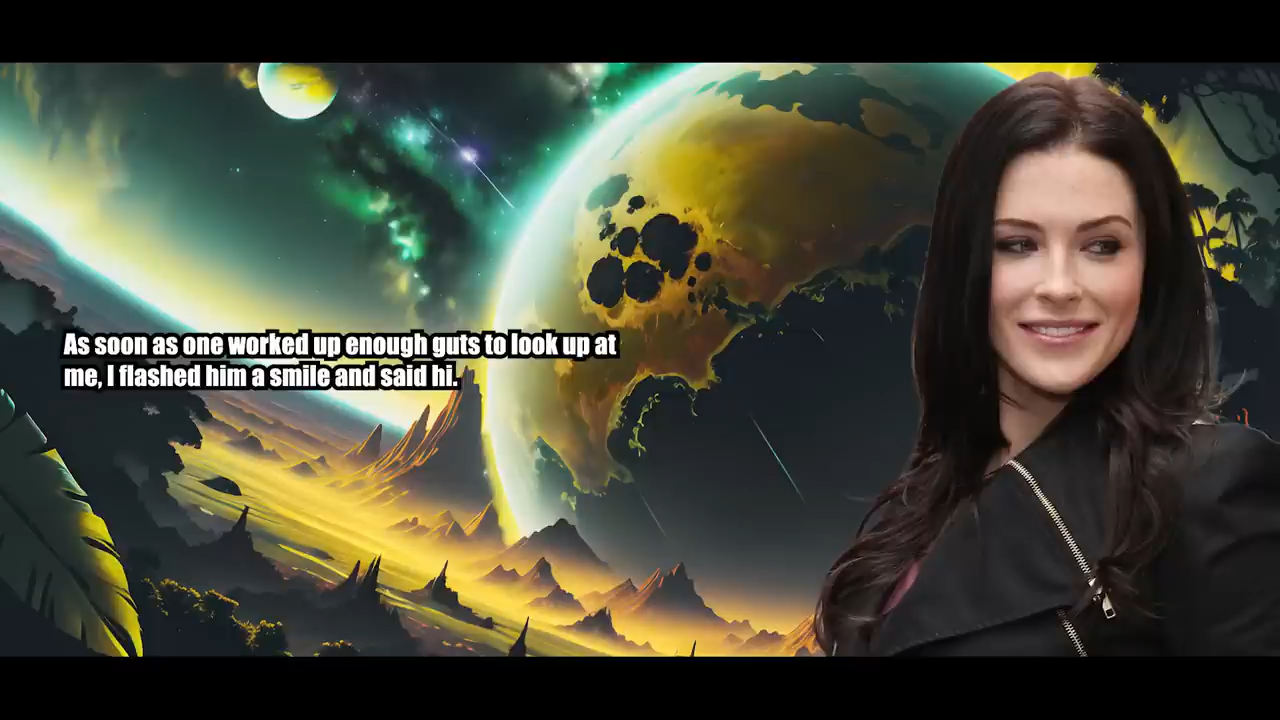 As soon as one worked up enough guts to look up at
me, I flashed him a smile and said hi.